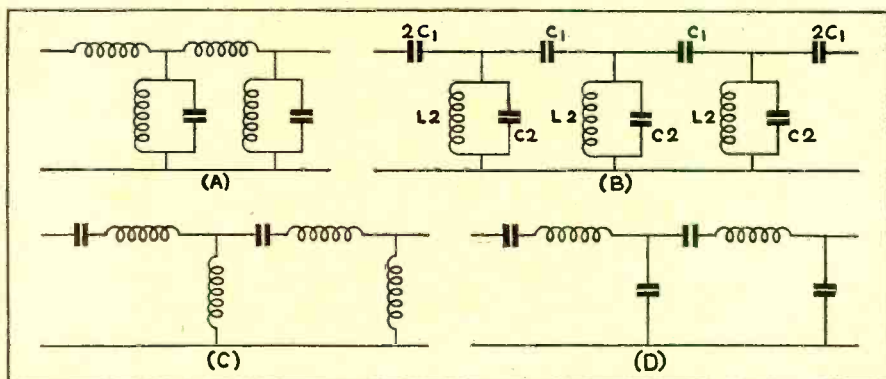 2C₁ C₁ C₁ 2C₁
L2 C2 L2 C2 L2 C2
(A) (B)
(C) (D)